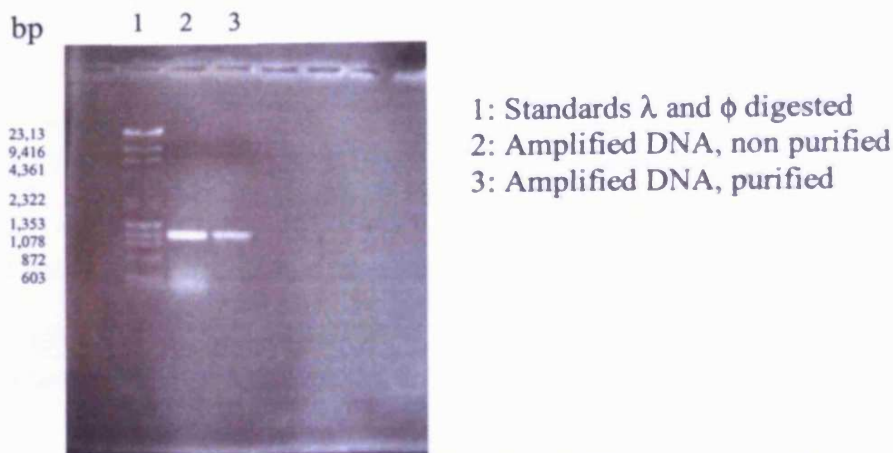 bp 1 2 3
23,13
9,416
4,361
2,322
1,353
1,078
872
603
1: Standards λ and ϕ digested
2: Amplified DNA, non purified
3: Amplified DNA, purified